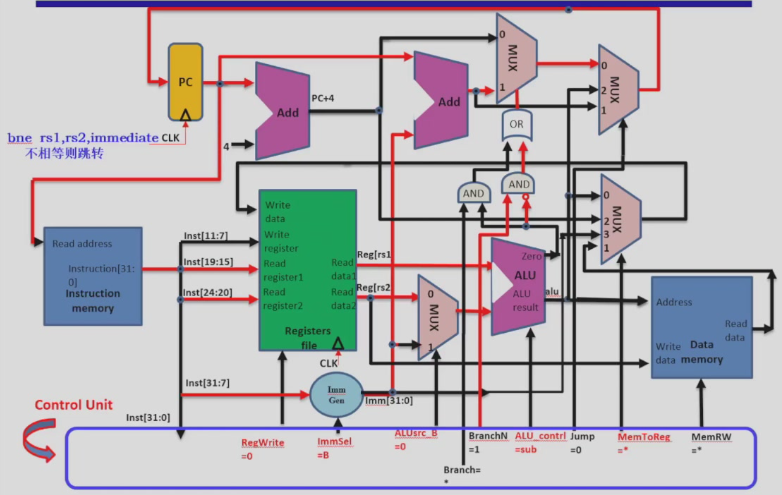 0
MUX
1
0
2
1
MUX
PC
Add
PC+4
Add
OR
bne rs1,rs2,immediate CLK
不相等则跳转
4
AND
AND
Write
data
Write
register
Read
register1
Read
register2
Read
data1
Read
data2
Registers
file
CLK
Inst[11:7]
Inst[19:15]
Inst[24:20]
Read address
Instruction[31:
0]
Instruction
memory
Reg[rs1
Reg[rs2
0
MUX
1
Zero
ALU
ALU
result
alu
0
2
3
1
MUX
Address
Read
data
Write
data
Data
memory
Inst[31:7]
Imm
Gen
Imm[31:0]
Control Unit
Inst[31:0]
RegWrite
=0
ImmSel
=B
ALUsrc_B
=0
BranchN
=1
ALU_contrl
=sub
Jump
=0
MemToReg
=*
MemRW
=*
Branch=
*